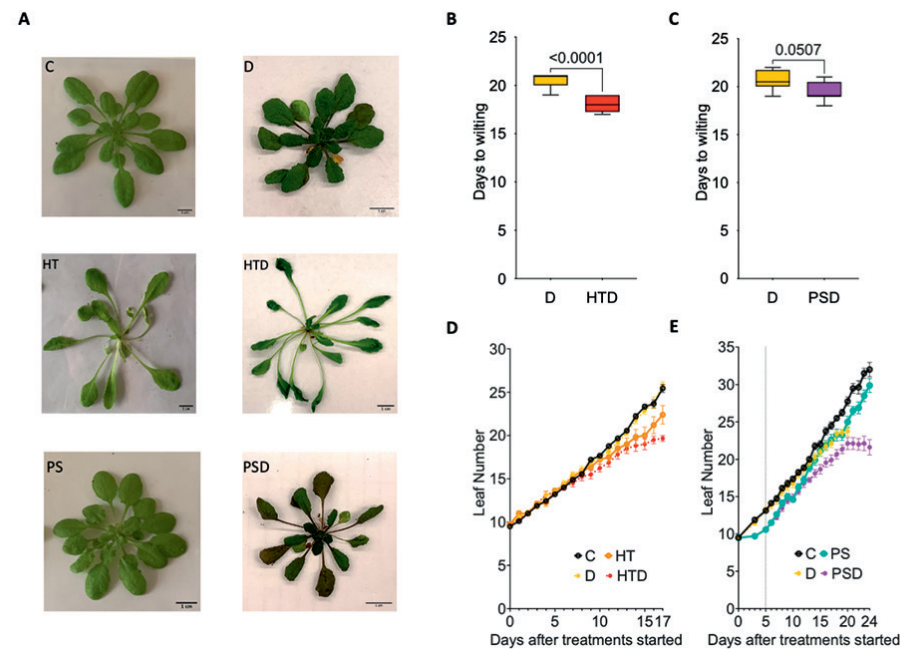 A
B
C
C
D
HT
HTD
PS
PSD
1 cm
Days to wilting
25
20
15
10
5
0
<0.0001
D HTD
Days to wilting
25
20
15
10
5
0
0.0507
D PSD
D
E
Leaf Number
30
25
20
15
10
0
C HT
D HTD
0 5 10 15 17
Days after treatments started
Leaf Number
35
30
25
20
15
10
5
0
C PS
D PSD
0 5 10 15 20 24
Days after treatments started